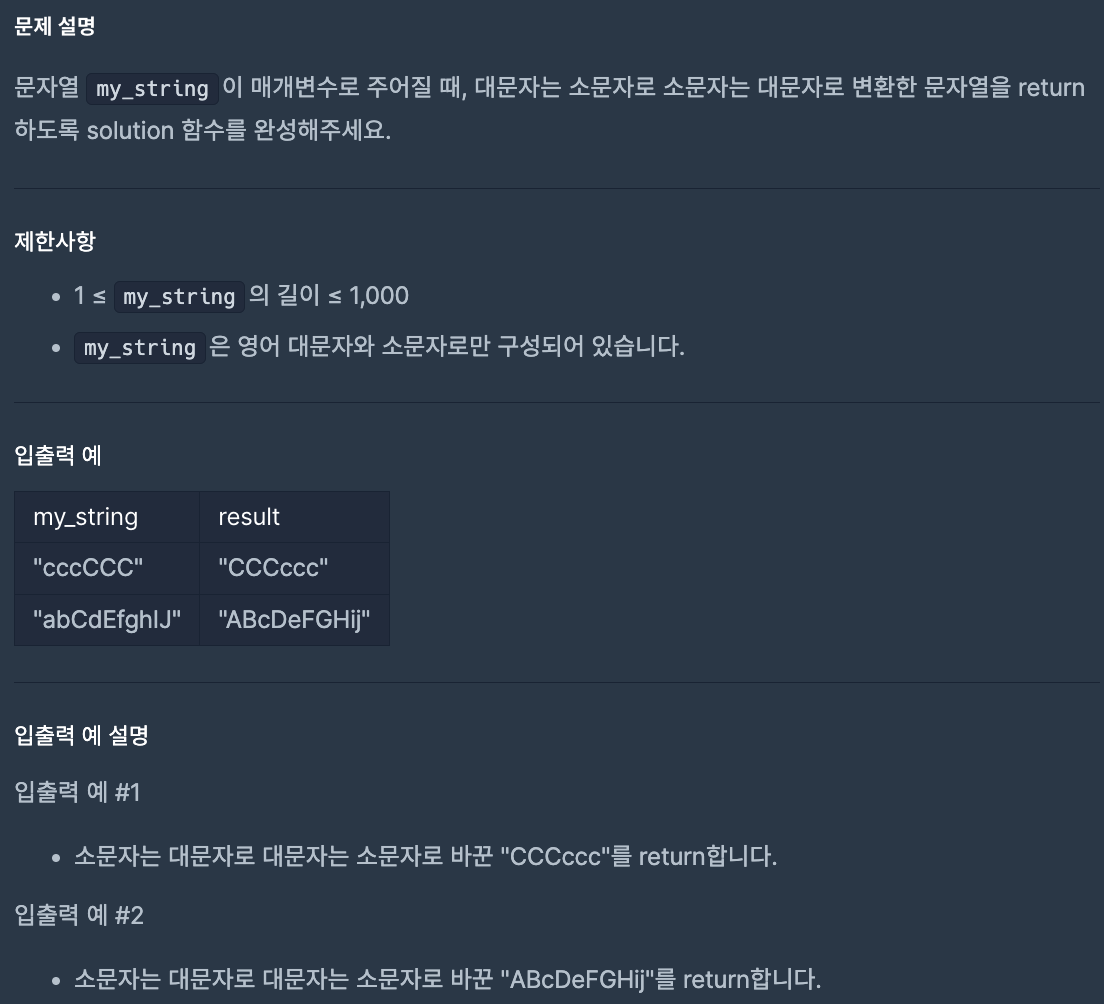 문제 설명
문자열 my_string이 매개변수로 주어질 때, 대문자는 소문자로 소문자는 대문자로 변환한 문자열을 return
하도록 solution 함수를 완성해주세요.
제한사항
• 1 ≤ my_string의 길이 ≤ 1,000
• my_string은 영어 대문자와 소문자로만 구성되어 있습니다.
입출력 예
my_string result
"cccCCC" "CCCccc"
"abCdEfghIJ" "ABcDeFGHij"
입출력 예 설명
입출력 예 #1
• 소문자는 대문자로 대문자는 소문자로 바꾼 "CCCccc"를 return합니다.
입출력 예 #2
• 소문자는 대문자로 대문자는 소문자로 바꾼 "ABcDeFGHij"를 return합니다.